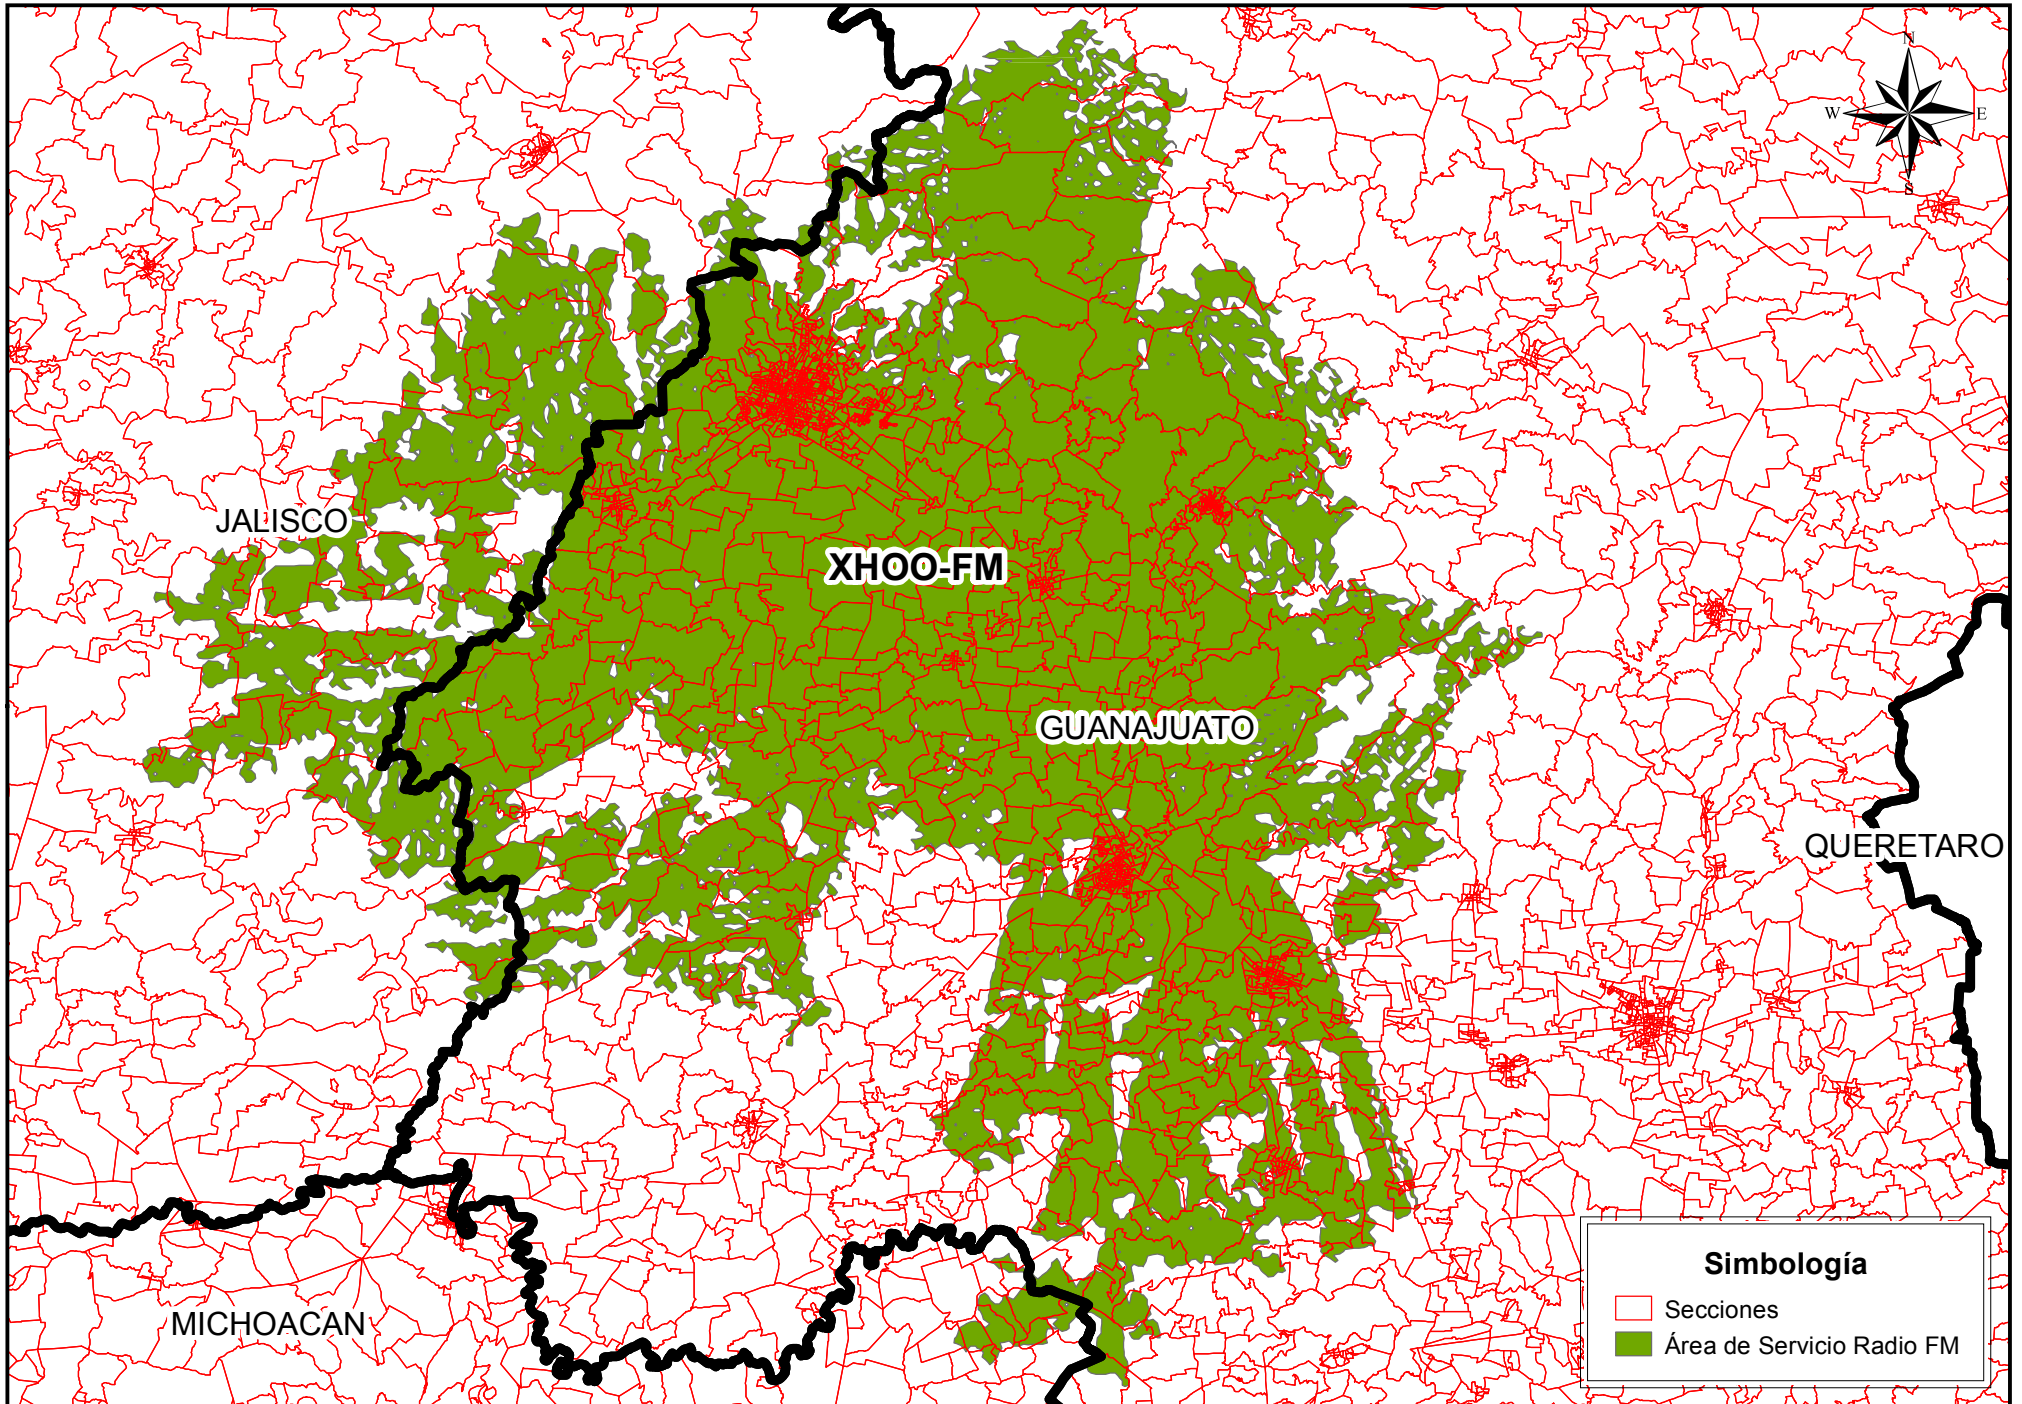 N
W
E
S
JALISCO
XHOO-FM
GUANAJUATO
QUERETARO
MICHOACAN
Simbología
Secciones
Área de Servicio Radio FM